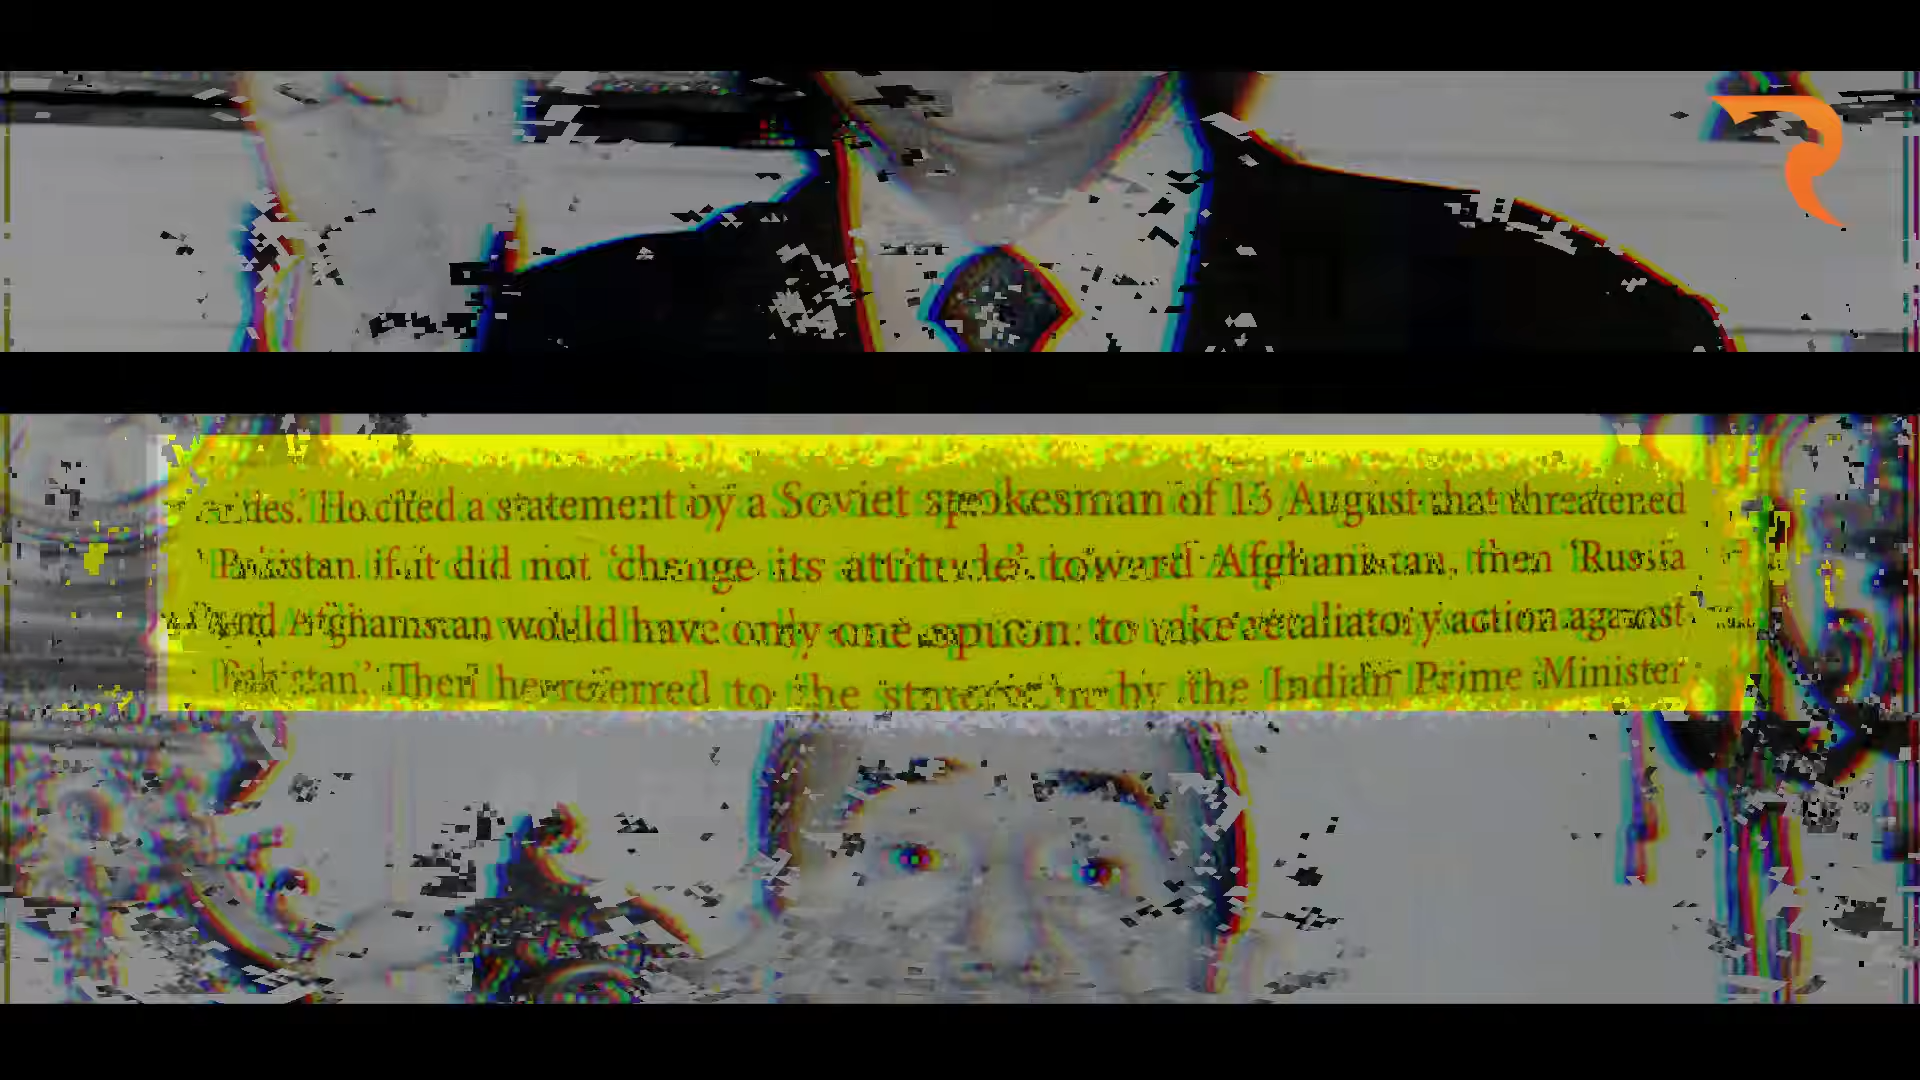 des.' He cited a statement by a Soviet spokesman of 13 August that threatened
Pakistan if it did not 'change its attitude' toward Afghanistan, then 'Russia
and Afghanistan would have only one option: to take retaliatory action against
Pakistan.' Then he referred to the statement by the Indian Prime Minister